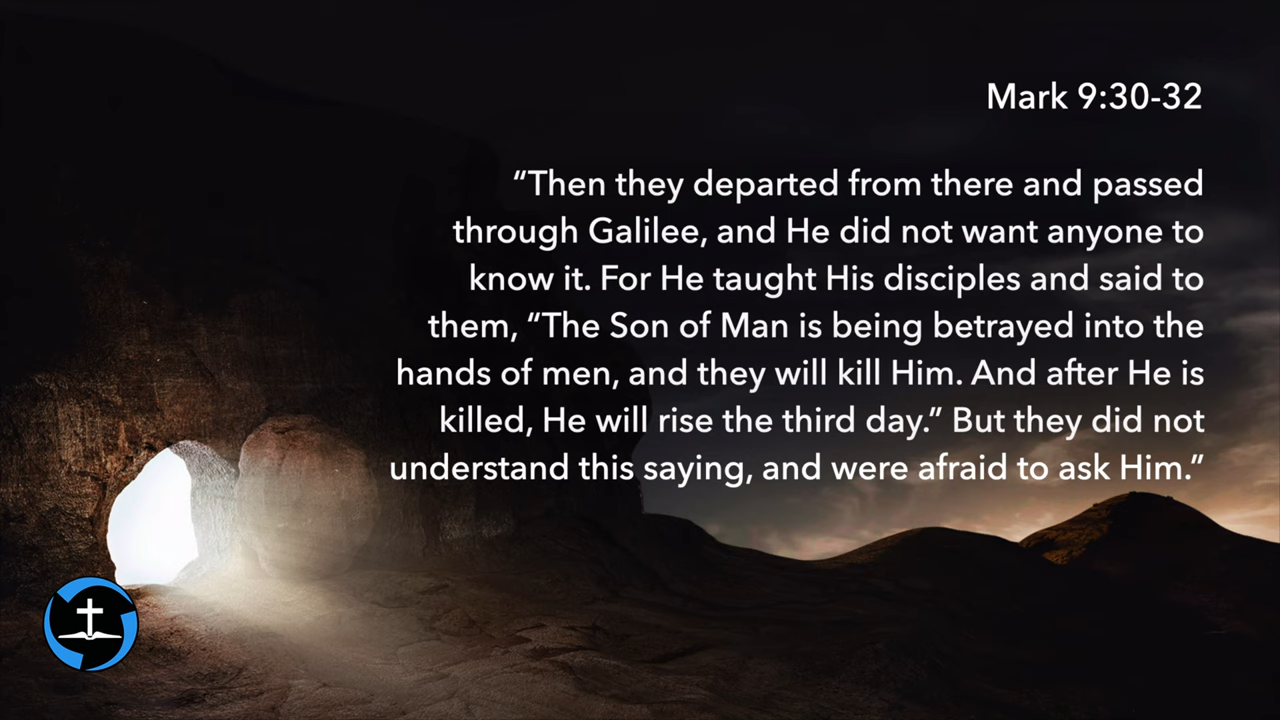 Mark 9:30-32
“Then they departed from there and passed
through Galilee, and He did not want anyone to
know it. For He taught His disciples and said to
them, “The Son of Man is being betrayed into the
hands of men, and they will kill Him. And after He is
killed, He will rise the third day.” But they did not
understand this saying, and were afraid to ask Him.”